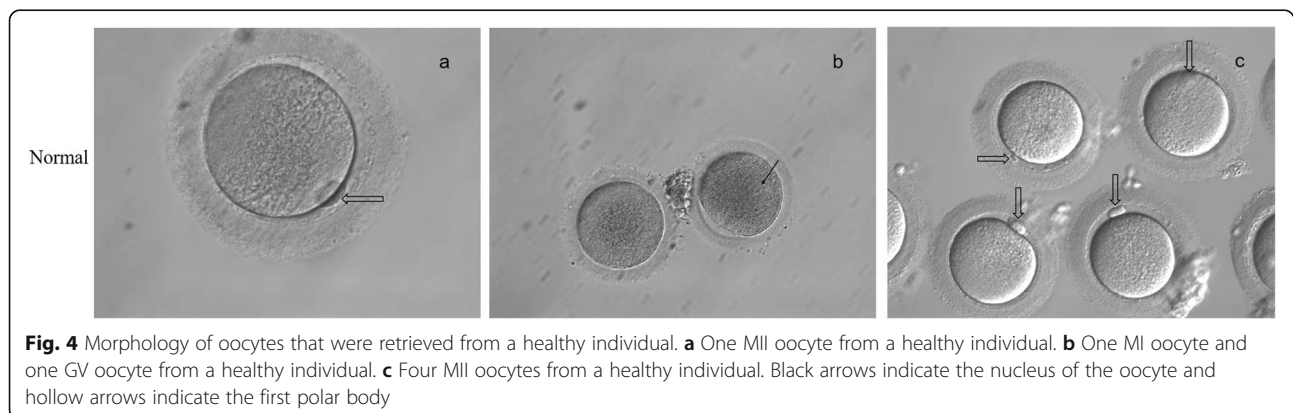 a
b
c
Normal
Fig. 4 Morphology of oocytes that were retrieved from a healthy individual. a One MII oocyte from a healthy individual. b One MI oocyte and
one GV oocyte from a healthy individual. c Four MII oocytes from a healthy individual. Black arrows indicate the nucleus of the oocyte and
hollow arrows indicate the first polar body